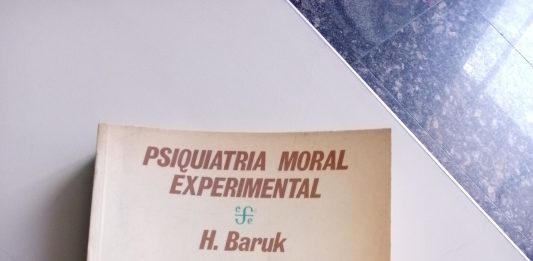 PSIQUIATRIA MORAL
EXPERIMENTAL
H. Baruk